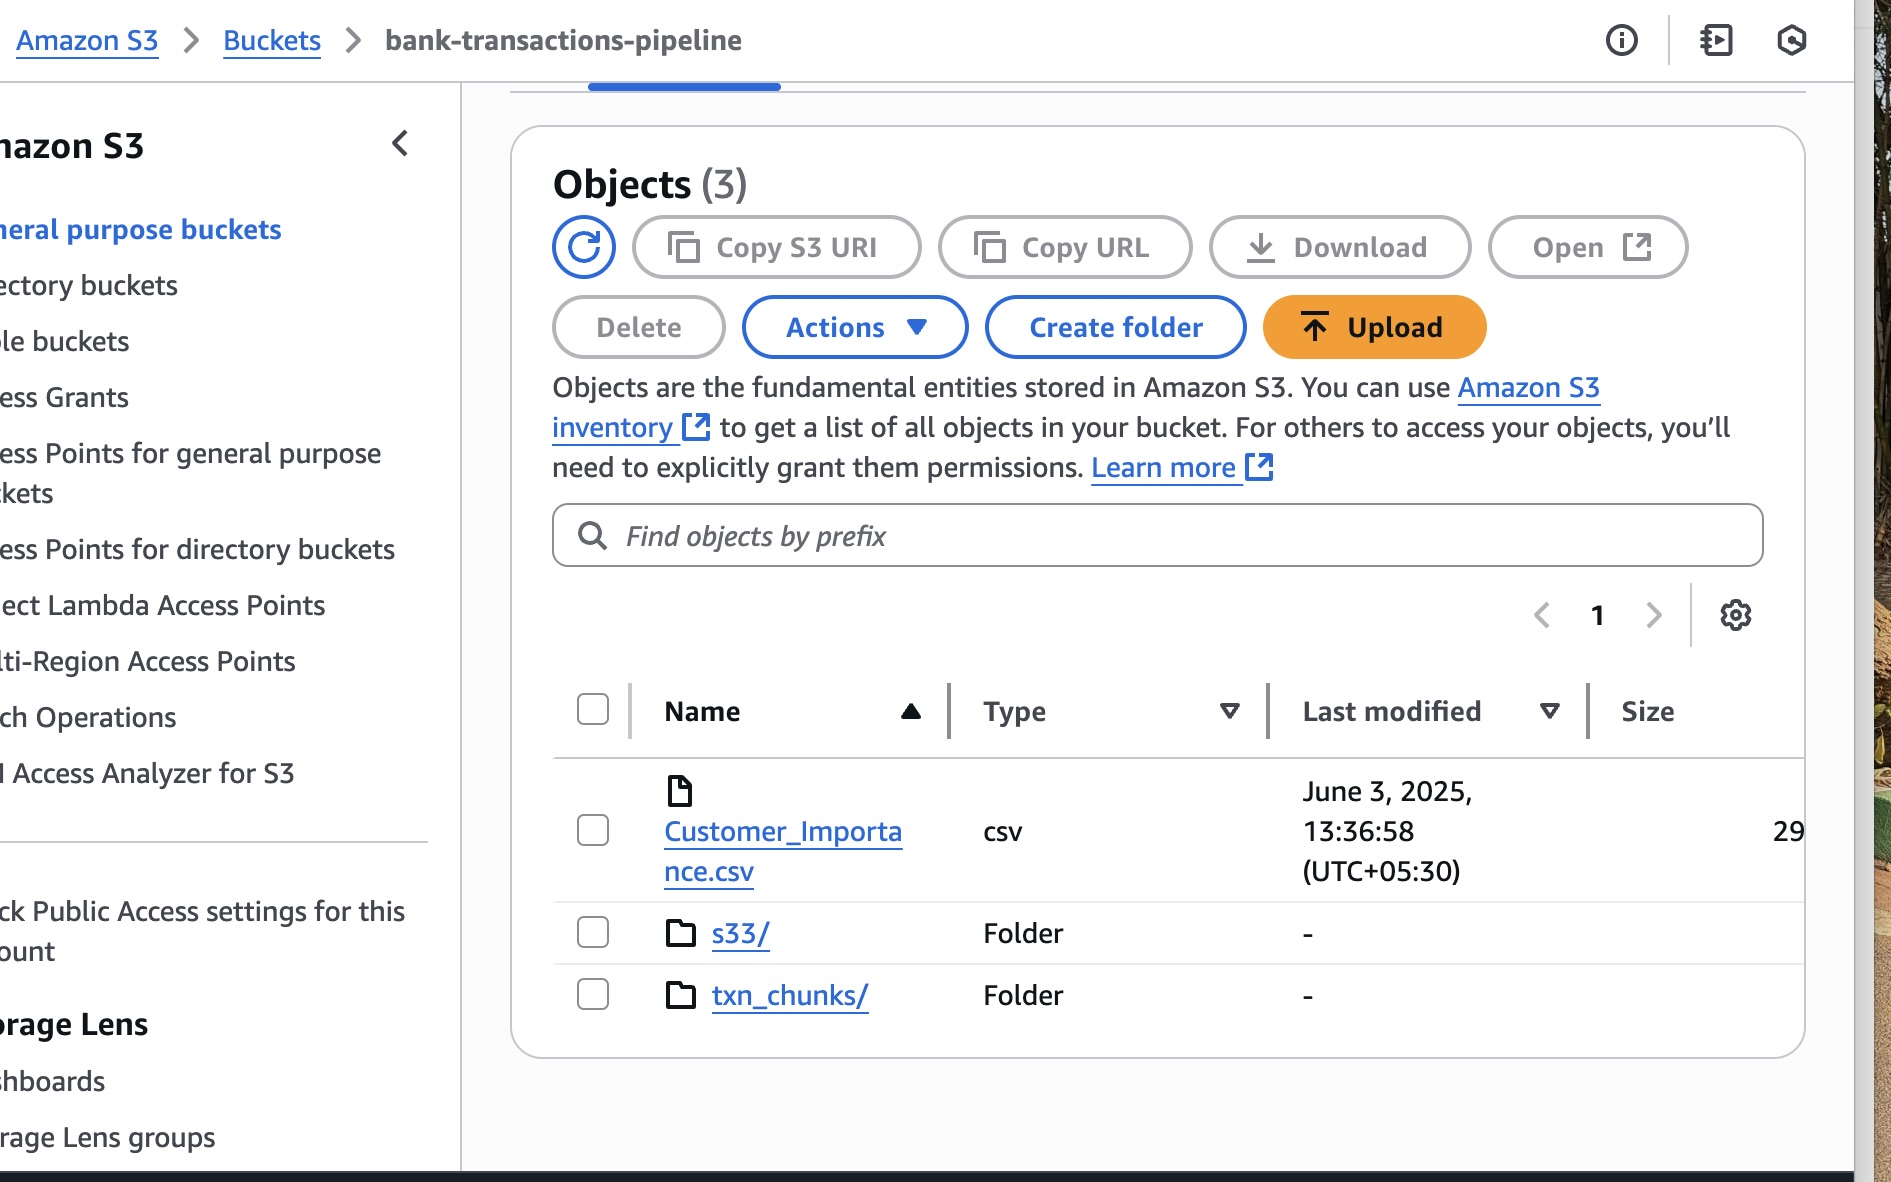 Amazon S3 > Buckets > bank-transactions-pipeline
mazon S3
neral purpose buckets
ectory buckets
le buckets
ess Grants
ess Points for general purpose
kets
ess Points for directory buckets
ect Lambda Access Points
lti-Region Access Points
ch Operations
Access Analyzer for S3
ck Public Access settings for this
ount
orage Lens
shboards
rage Lens groups
Objects (3)
Copy S3 URI Copy URL Download Open
Delete Actions Create folder Upload
Objects are the fundamental entities stored in Amazon S3. You can use Amazon S3
inventory to get a list of all objects in your bucket. For others to access your objects, you’ll
need to explicitly grant them permissions. Learn more
Find objects by prefix
1
Name Type Last modified Size
Customer_Importa
nce.csv
csv
June 3, 2025,
13:36:58
(UTC+05:30)
29
s33/ Folder -
txn_chunks/ Folder -